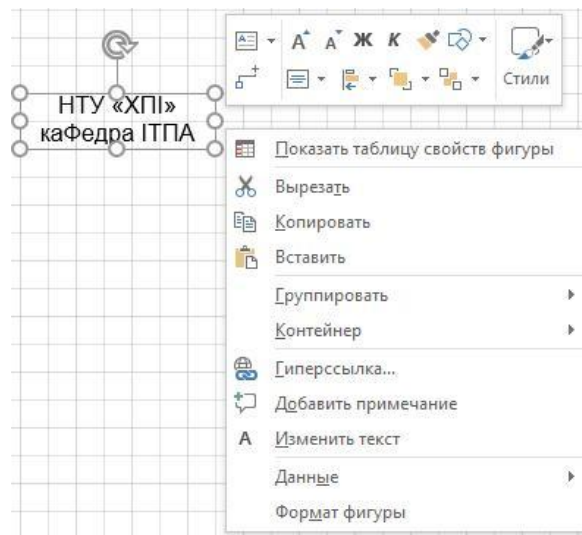 A A Ж К
Стили
НТУ «ХПІ»
каФедра ІТПА
Показать таблицу свойств фигуры
Вырезать
Копировать
Вставить
Группировать
Контейнер
Гиперссылка...
Добавить примечание
А Изменить текст
Данные
Формат фигуры